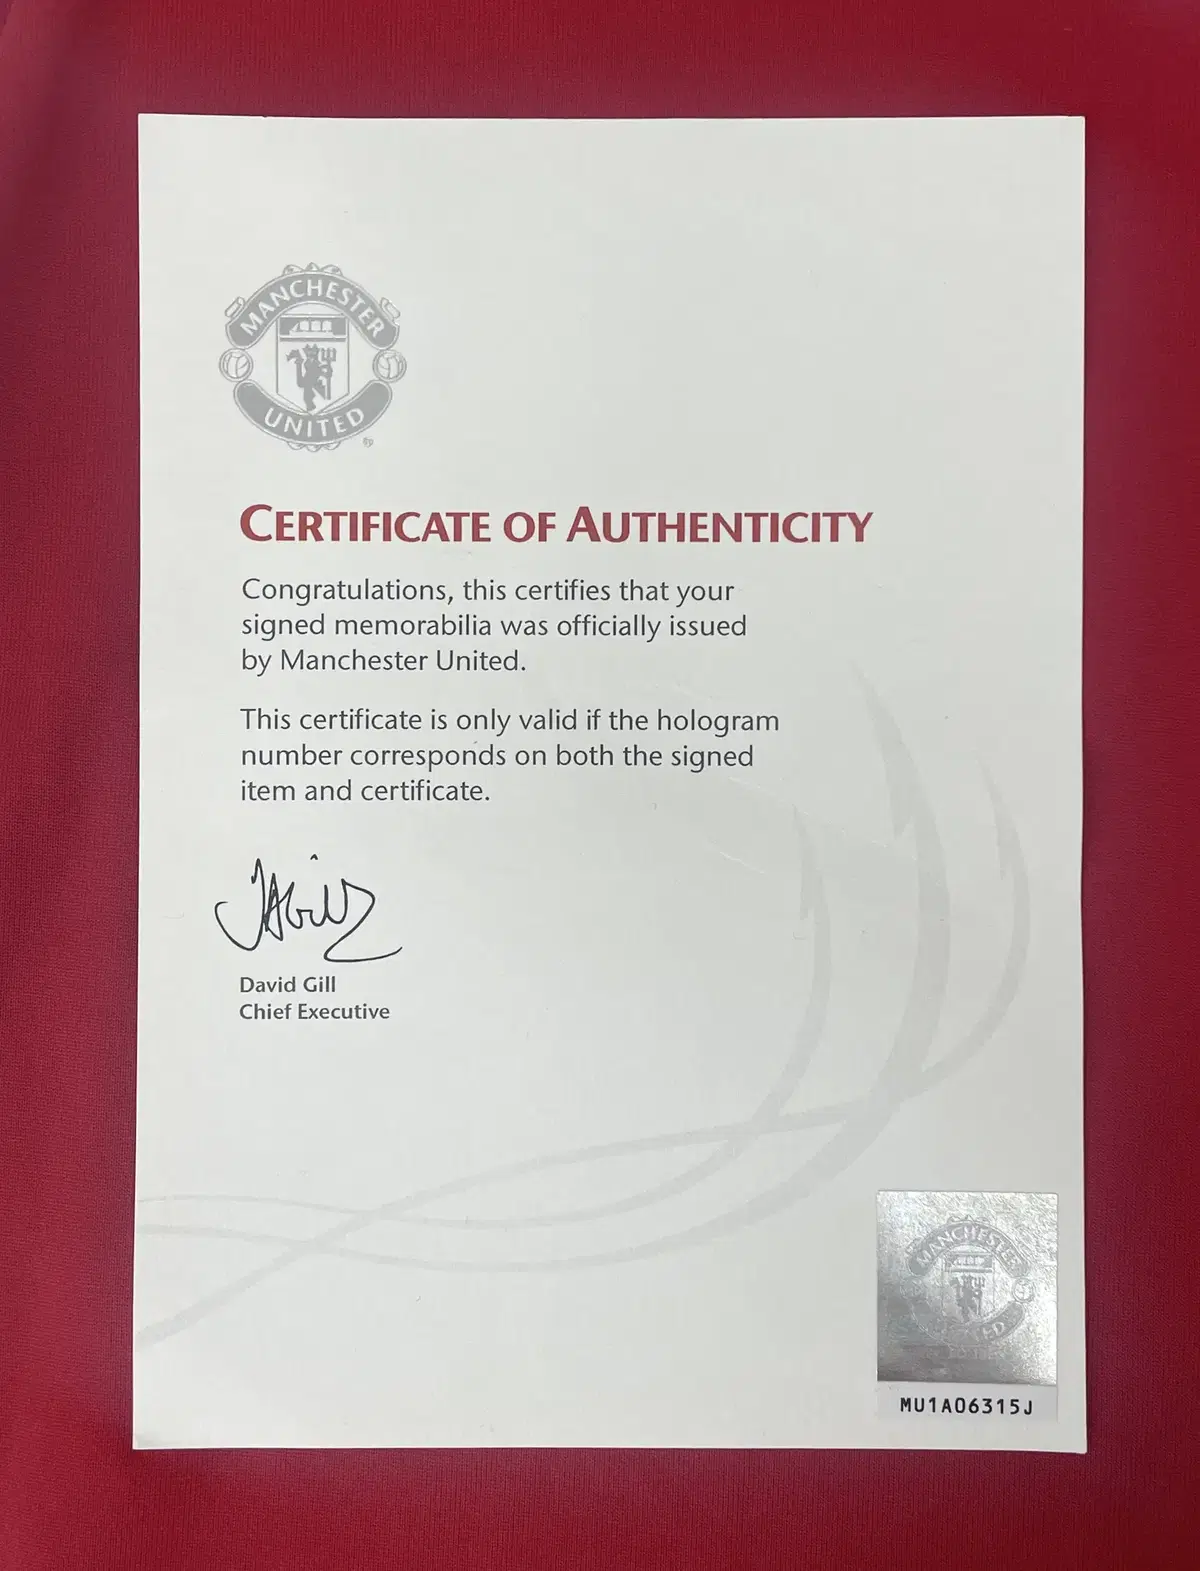 MANCHESTER
UNITED
CERTIFICATE OF AUTHENTICITY
Congratulations, this certifies that your
signed memorabilia was officially issued
by Manchester United.
This certificate is only valid if the hologram
number corresponds on both the signed
item and certificate.
David Gill
Chief Executive
MANCHESTER
UNITED
MU1A06315J